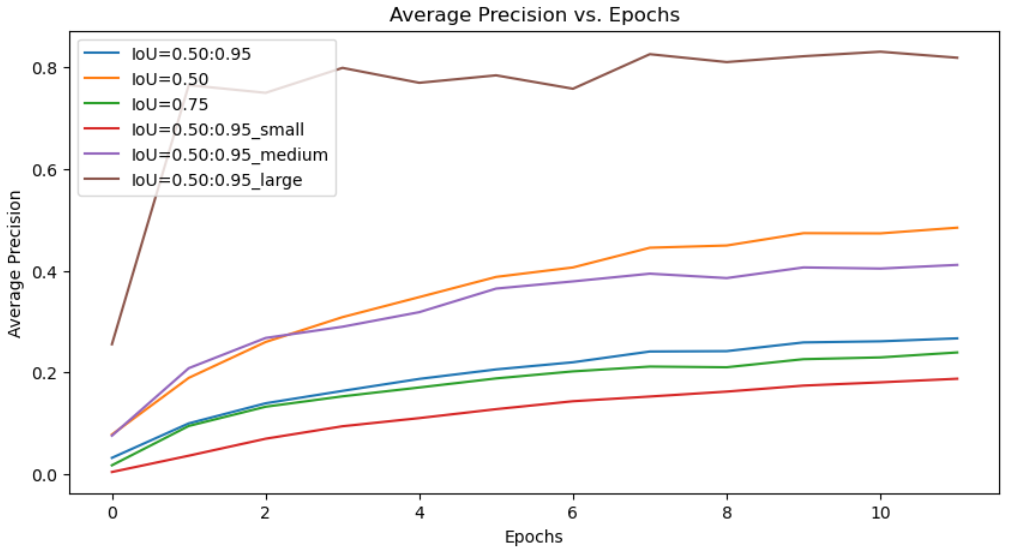 Average Precision vs. Epochs
IoU=0.50:0.95
IoU=0.50
IoU=0.75
IoU=0.50:0.95_small
IoU=0.50:0.95_medium
IoU=0.50:0.95_large
Average Precision
0.8
0.6
0.4
0.2
0.0
0 2 4 6 8 10
Epochs